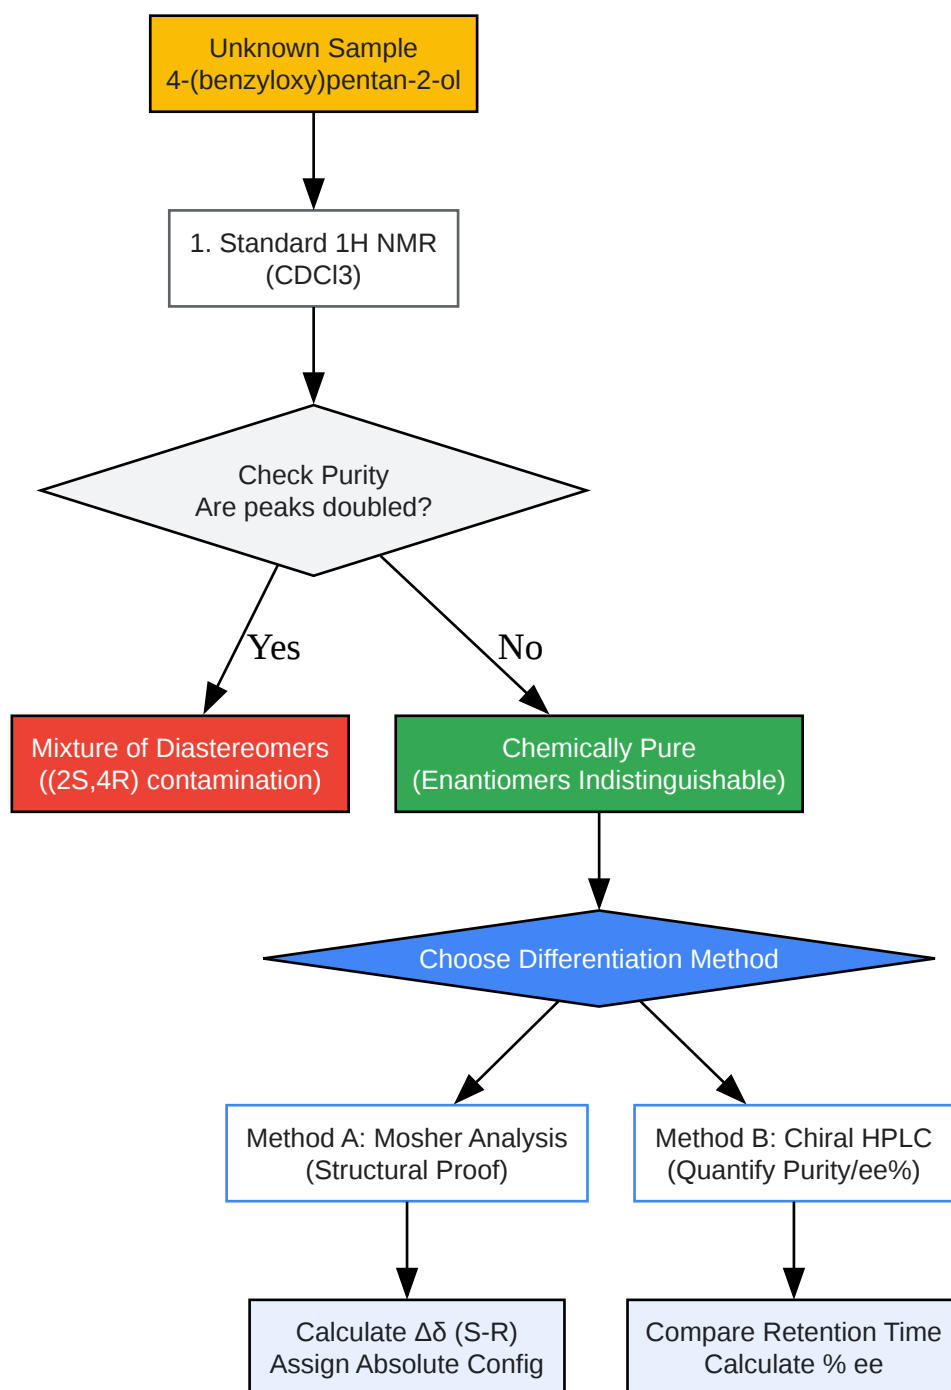 Unknown Sample
4-(benzyloxy)pentan-2-ol
1. Standard 1H NMR
(CDCl3)
Check Purity
Are peaks doubled?
Yes
No
Mixture of Diastereomers
((2S,4R) contamination)
Chemically Pure
(Enantiomers Indistinguishable)
Choose Differentiation Method
Method A: Mosher Analysis
(Structural Proof)
Method B: Chiral HPLC
(Quantify Purity/ee%)
Calculate Δδ (S-R)
Assign Absolute Config
Compare Retention Time
Calculate % ee